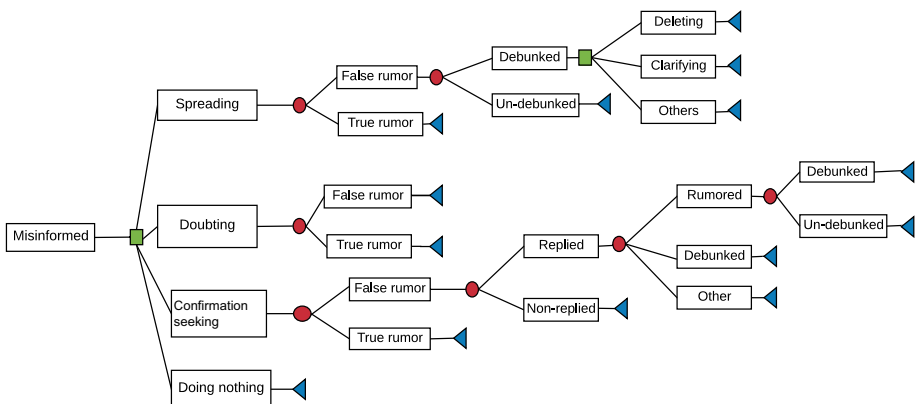 Deleting
Debunked
Clarifying
False rumor
Spreading
Un-debunked
Others
True rumor
Debunked
False rumor
Rumored
Doubting
Un-debunked
Misinformed
True rumor
Replied
Debunked
False rumor
Other
Confirmation
seeking
Non-replied
True rumor
Doing nothing